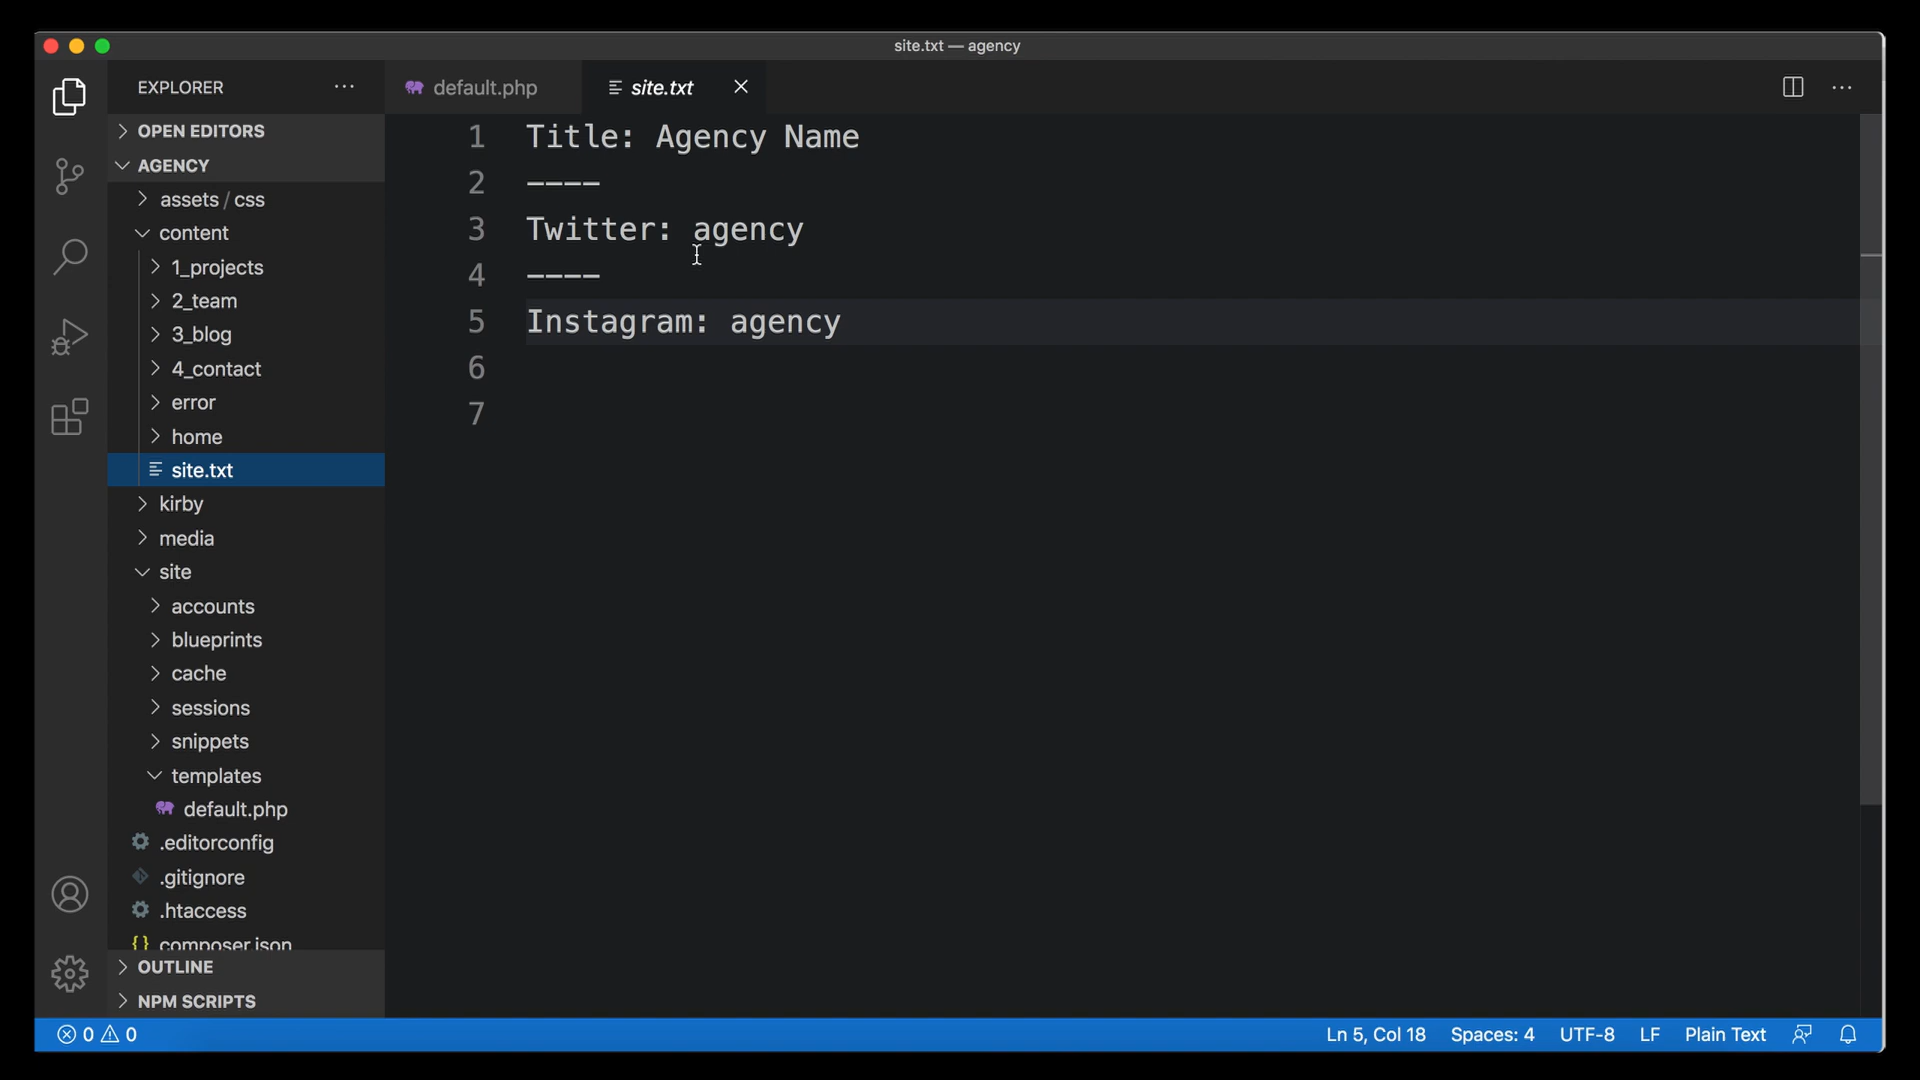 site.txt — agency
EXPLORER ···
default.php
site.txt
···
OPEN EDITORS
AGENCY
assets / css
content
1_projects
2_team
3_blog
4_contact
error
home
site.txt
kirby
media
site
accounts
blueprints
cache
sessions
snippets
templates
default.php
.editorconfig
.gitignore
.htaccess
{} composer.json
OUTLINE
NPM SCRIPTS
1 Title: Agency Name
2 ----
3 Twitter: agency
4 ----
5 Instagram: agency
6
7
0 0 Ln 5, Col 18 Spaces: 4 UTF-8 LF Plain Text